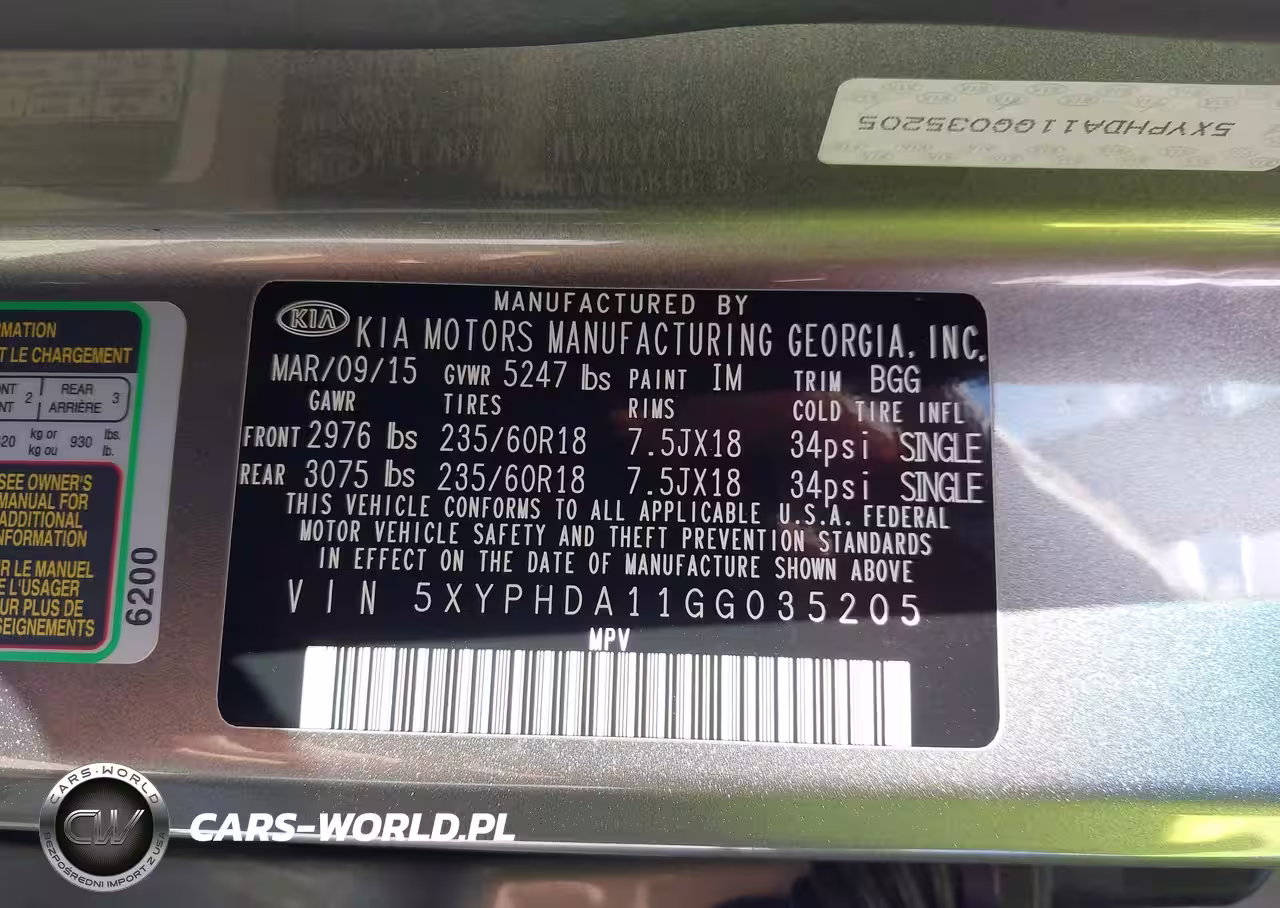 5XYPHDA11GG035205
MANUFACTURED BY
KIA KIA MOTORS MANUFACTURING GEORGIA, INC.
MAR/09/15 GVWR 5247 lbs PAINT IM TRIM BGG
GAWR TIRES RIMS COLD TIRE INFL
FRONT 2976 lbs 235/60R18 7.5JX18 34psi SINGLE
REAR 3075 lbs 235/60R18 7.5JX18 34psi SINGLE
THIS VEHICLE CONFORMS TO ALL APPLICABLE U.S.A. FEDERAL
MOTOR VEHICLE SAFETY AND THEFT PREVENTION STANDARDS
IN EFFECT ON THE DATE OF MANUFACTURE SHOWN ABOVE
VIN 5XYPHDA11GG035205
MPV
LE CHARGEMENT
2 REAR 3
ARRIÈRE
kg or 930 lbs.
kg ou lb.
SEE OWNER'S
MANUAL FOR
ADDITIONAL
LE MANUEL
L'USAGER
PLUS DE
6200
CARS-WORLD
CW
BEZPOŚREDNI IMPORT Z USA
CARS-WORLD.PL